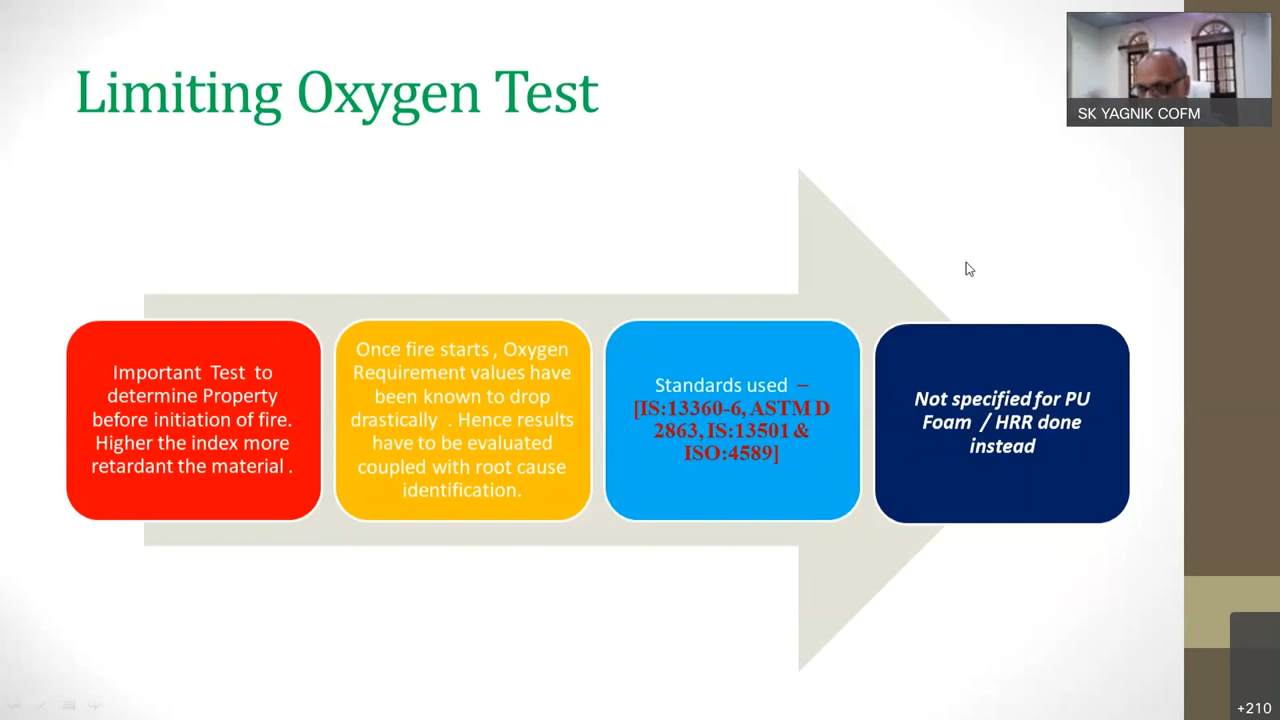 Limiting Oxygen Test
SK YAGNIK COFM
Important Test to
determine Property
before initiation of fire.
Higher the index more
retardant the material .
Once fire starts , Oxygen
Requirement values have
been known to drop
drastically . Hence results
have to be evaluated
coupled with root cause
identification.
Standards used –
[IS:13360-6, ASTM D
2863, IS:13501 &
ISO:4589]
Not specified for PU
Foam / HRR done
instead
+210